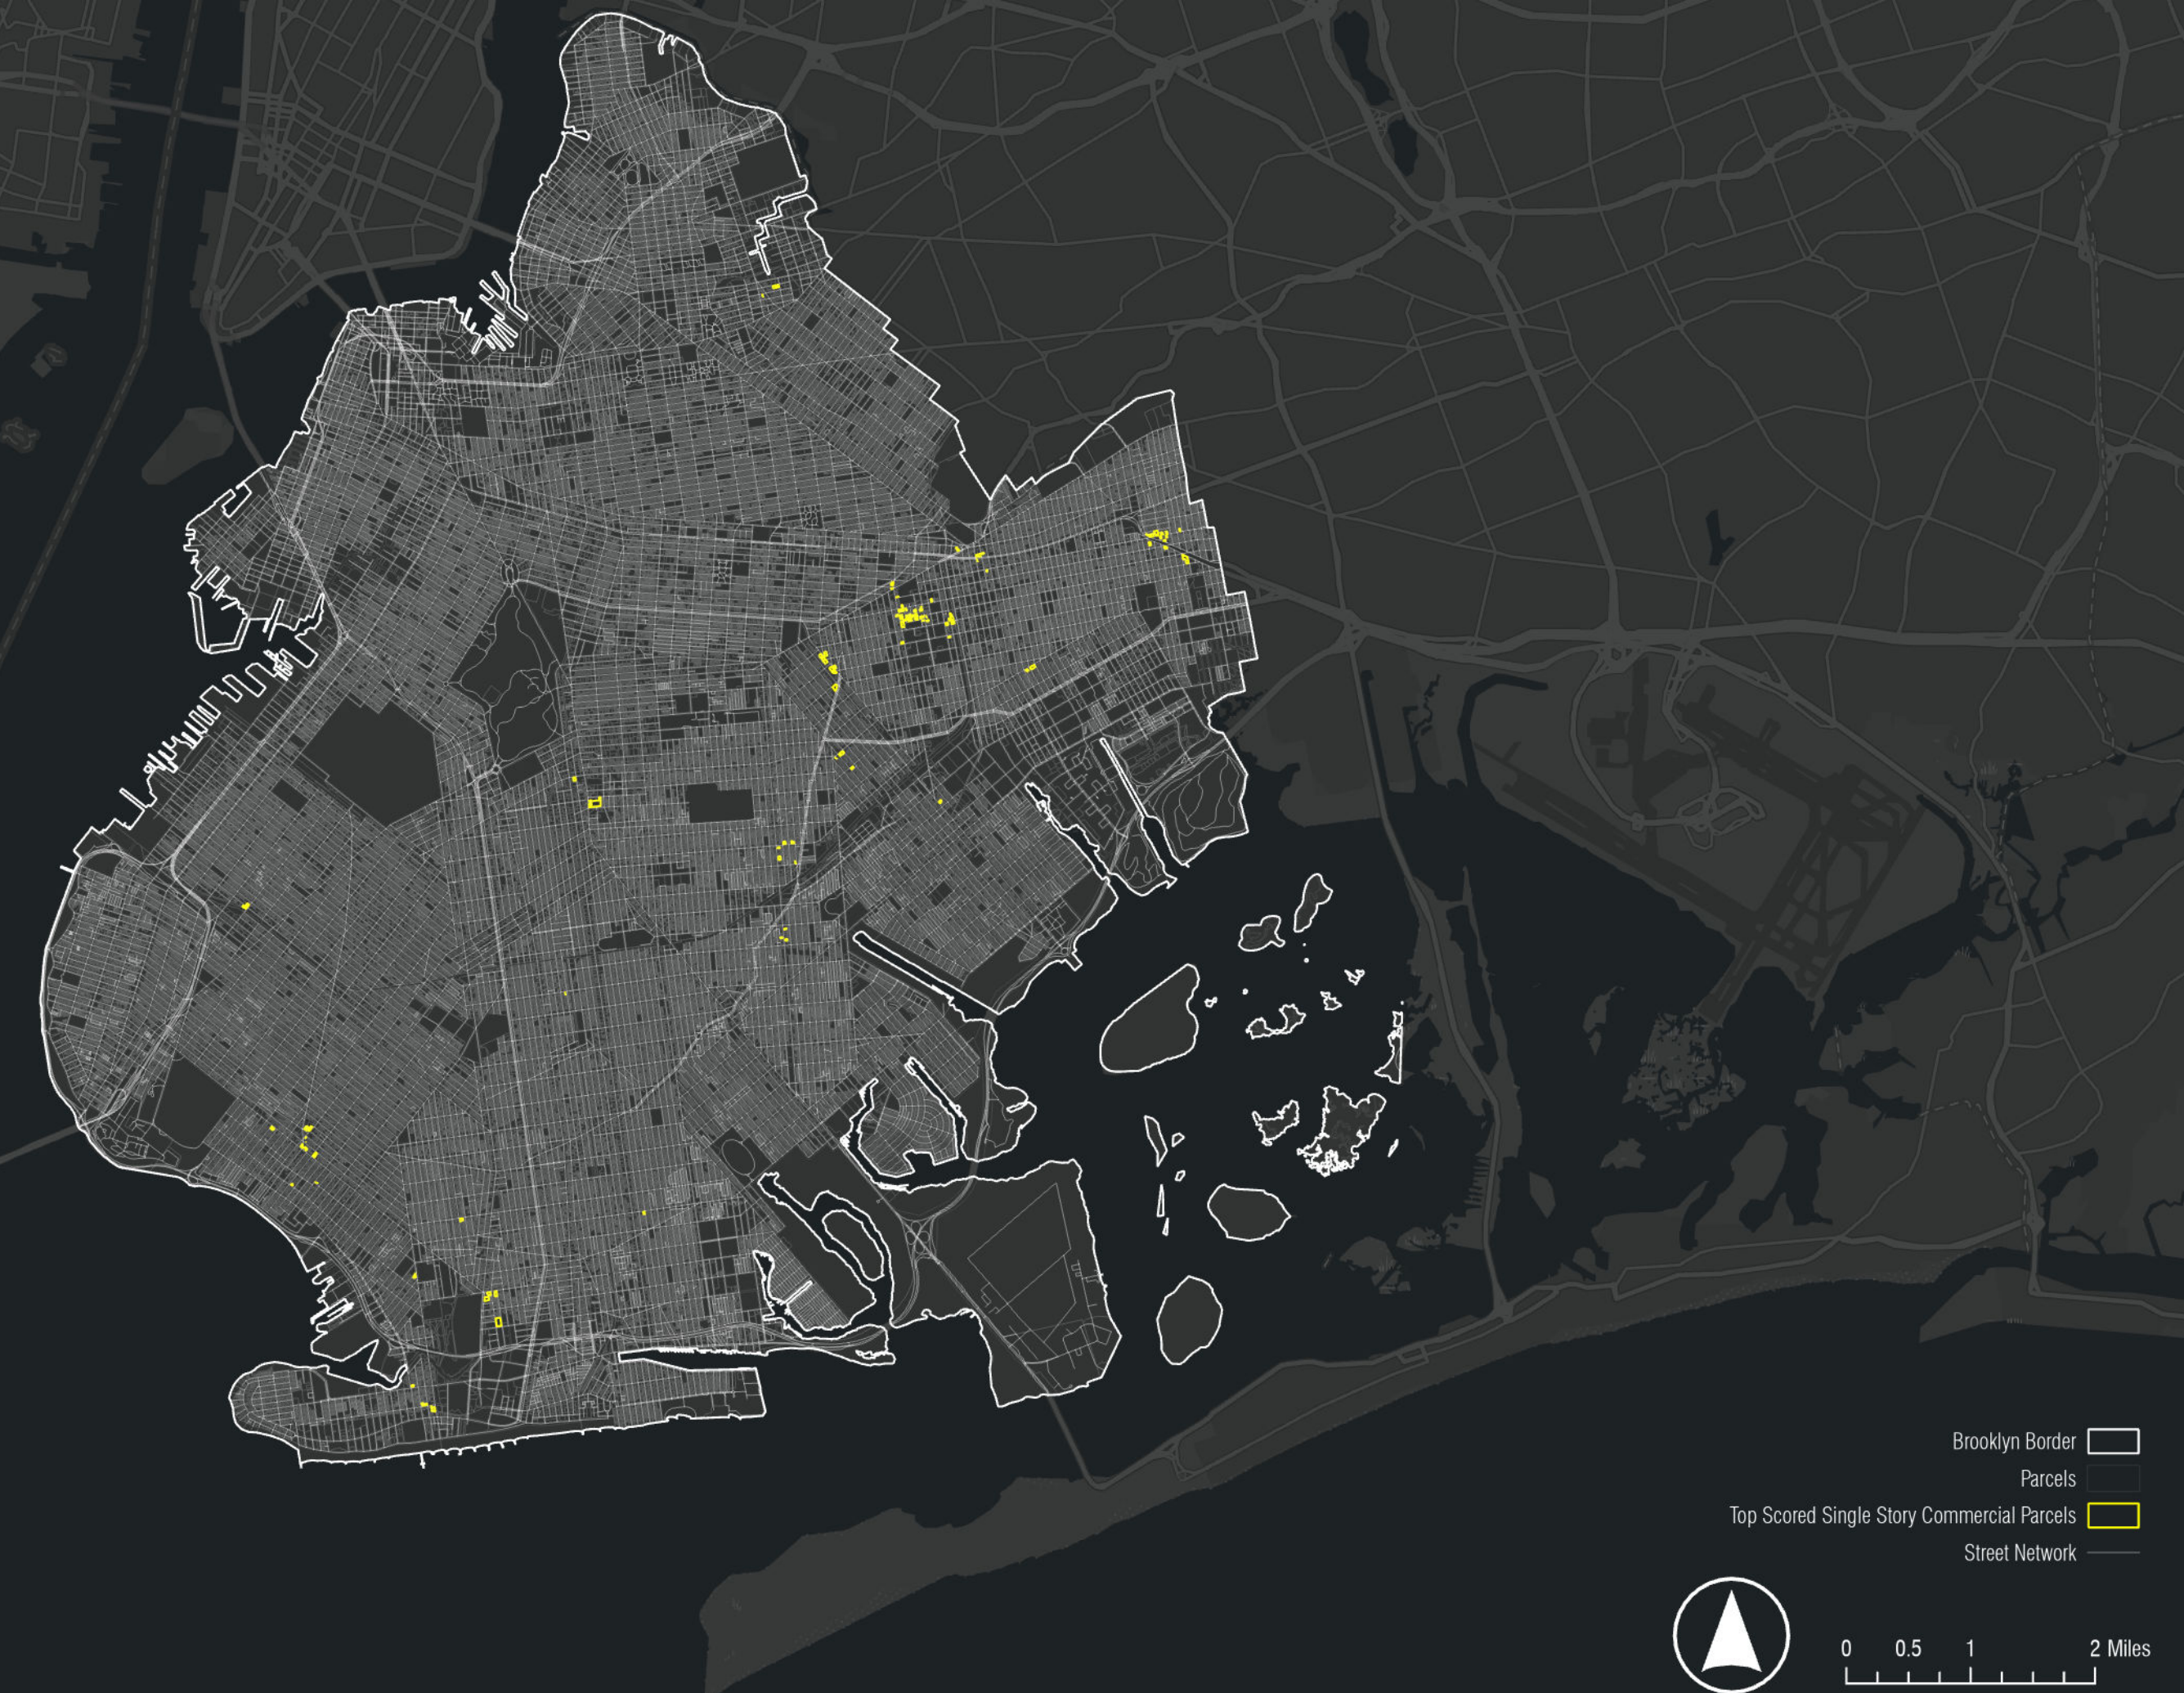 Brooklyn Border
Parcels
Top Scored Single Story Commercial Parcels
Street Network
0 0.5 1 2 Miles